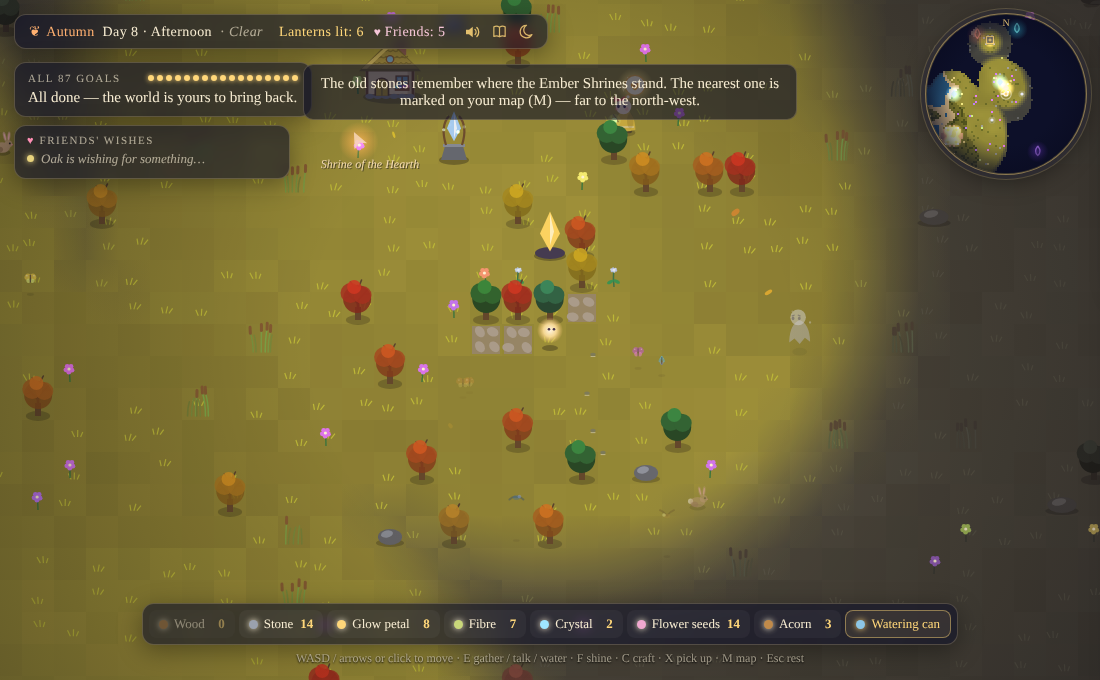 Autumn Day 8 · Afternoon · Clear Lanterns lit: 6 ♥ Friends: 5
N
ALL 87 GOALS
All done — the world is yours to bring back.
The old stones remember where the Ember Shrines stand. The nearest one is
marked on your map (M) — far to the north-west.
♥ FRIENDS' WISHES
Oak is wishing for something…
Shrine of the Hearth
Wood 0 Stone 14 Glow petal 8 Fibre 7 Crystal 2 Flower seeds 14 Acorn 3 Watering can
WASD / arrows or click to move · E gather / talk / water · F shine · C craft · X pick up · M map · Esc rest